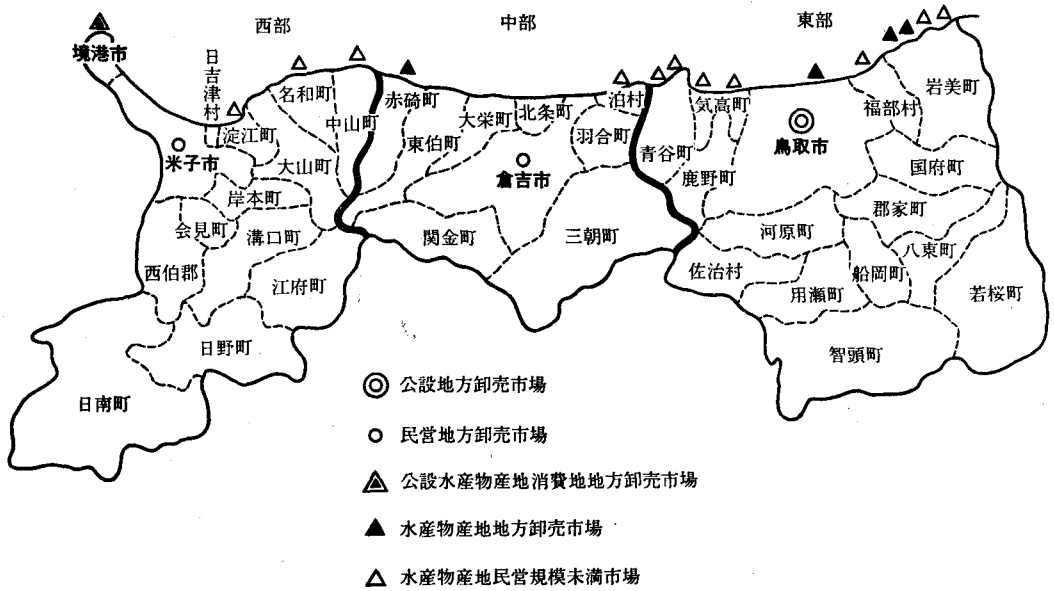 西部
中部
東部
境港市
日吉津村
名和町
中山町
淀江町
米子市
大山町
岸本町
会見町
溝口町
西伯郡
江府町
日野町
日南町
赤碕町
東伯町
大栄町
北条町
泊村
羽合町
倉吉市
関金町
三朝町
青谷町
気高町
鹿野町
鳥取市
福部村
岩美町
国府町
郡家町
河原町
八東町
船岡町
佐治村
用瀬町
若桜町
智頭町
公設地方卸売市場
民営地方卸売市場
公設水産物産地消費地地方卸売市場
水産物産地地方卸売市場
水産物産地民営規模未満市場